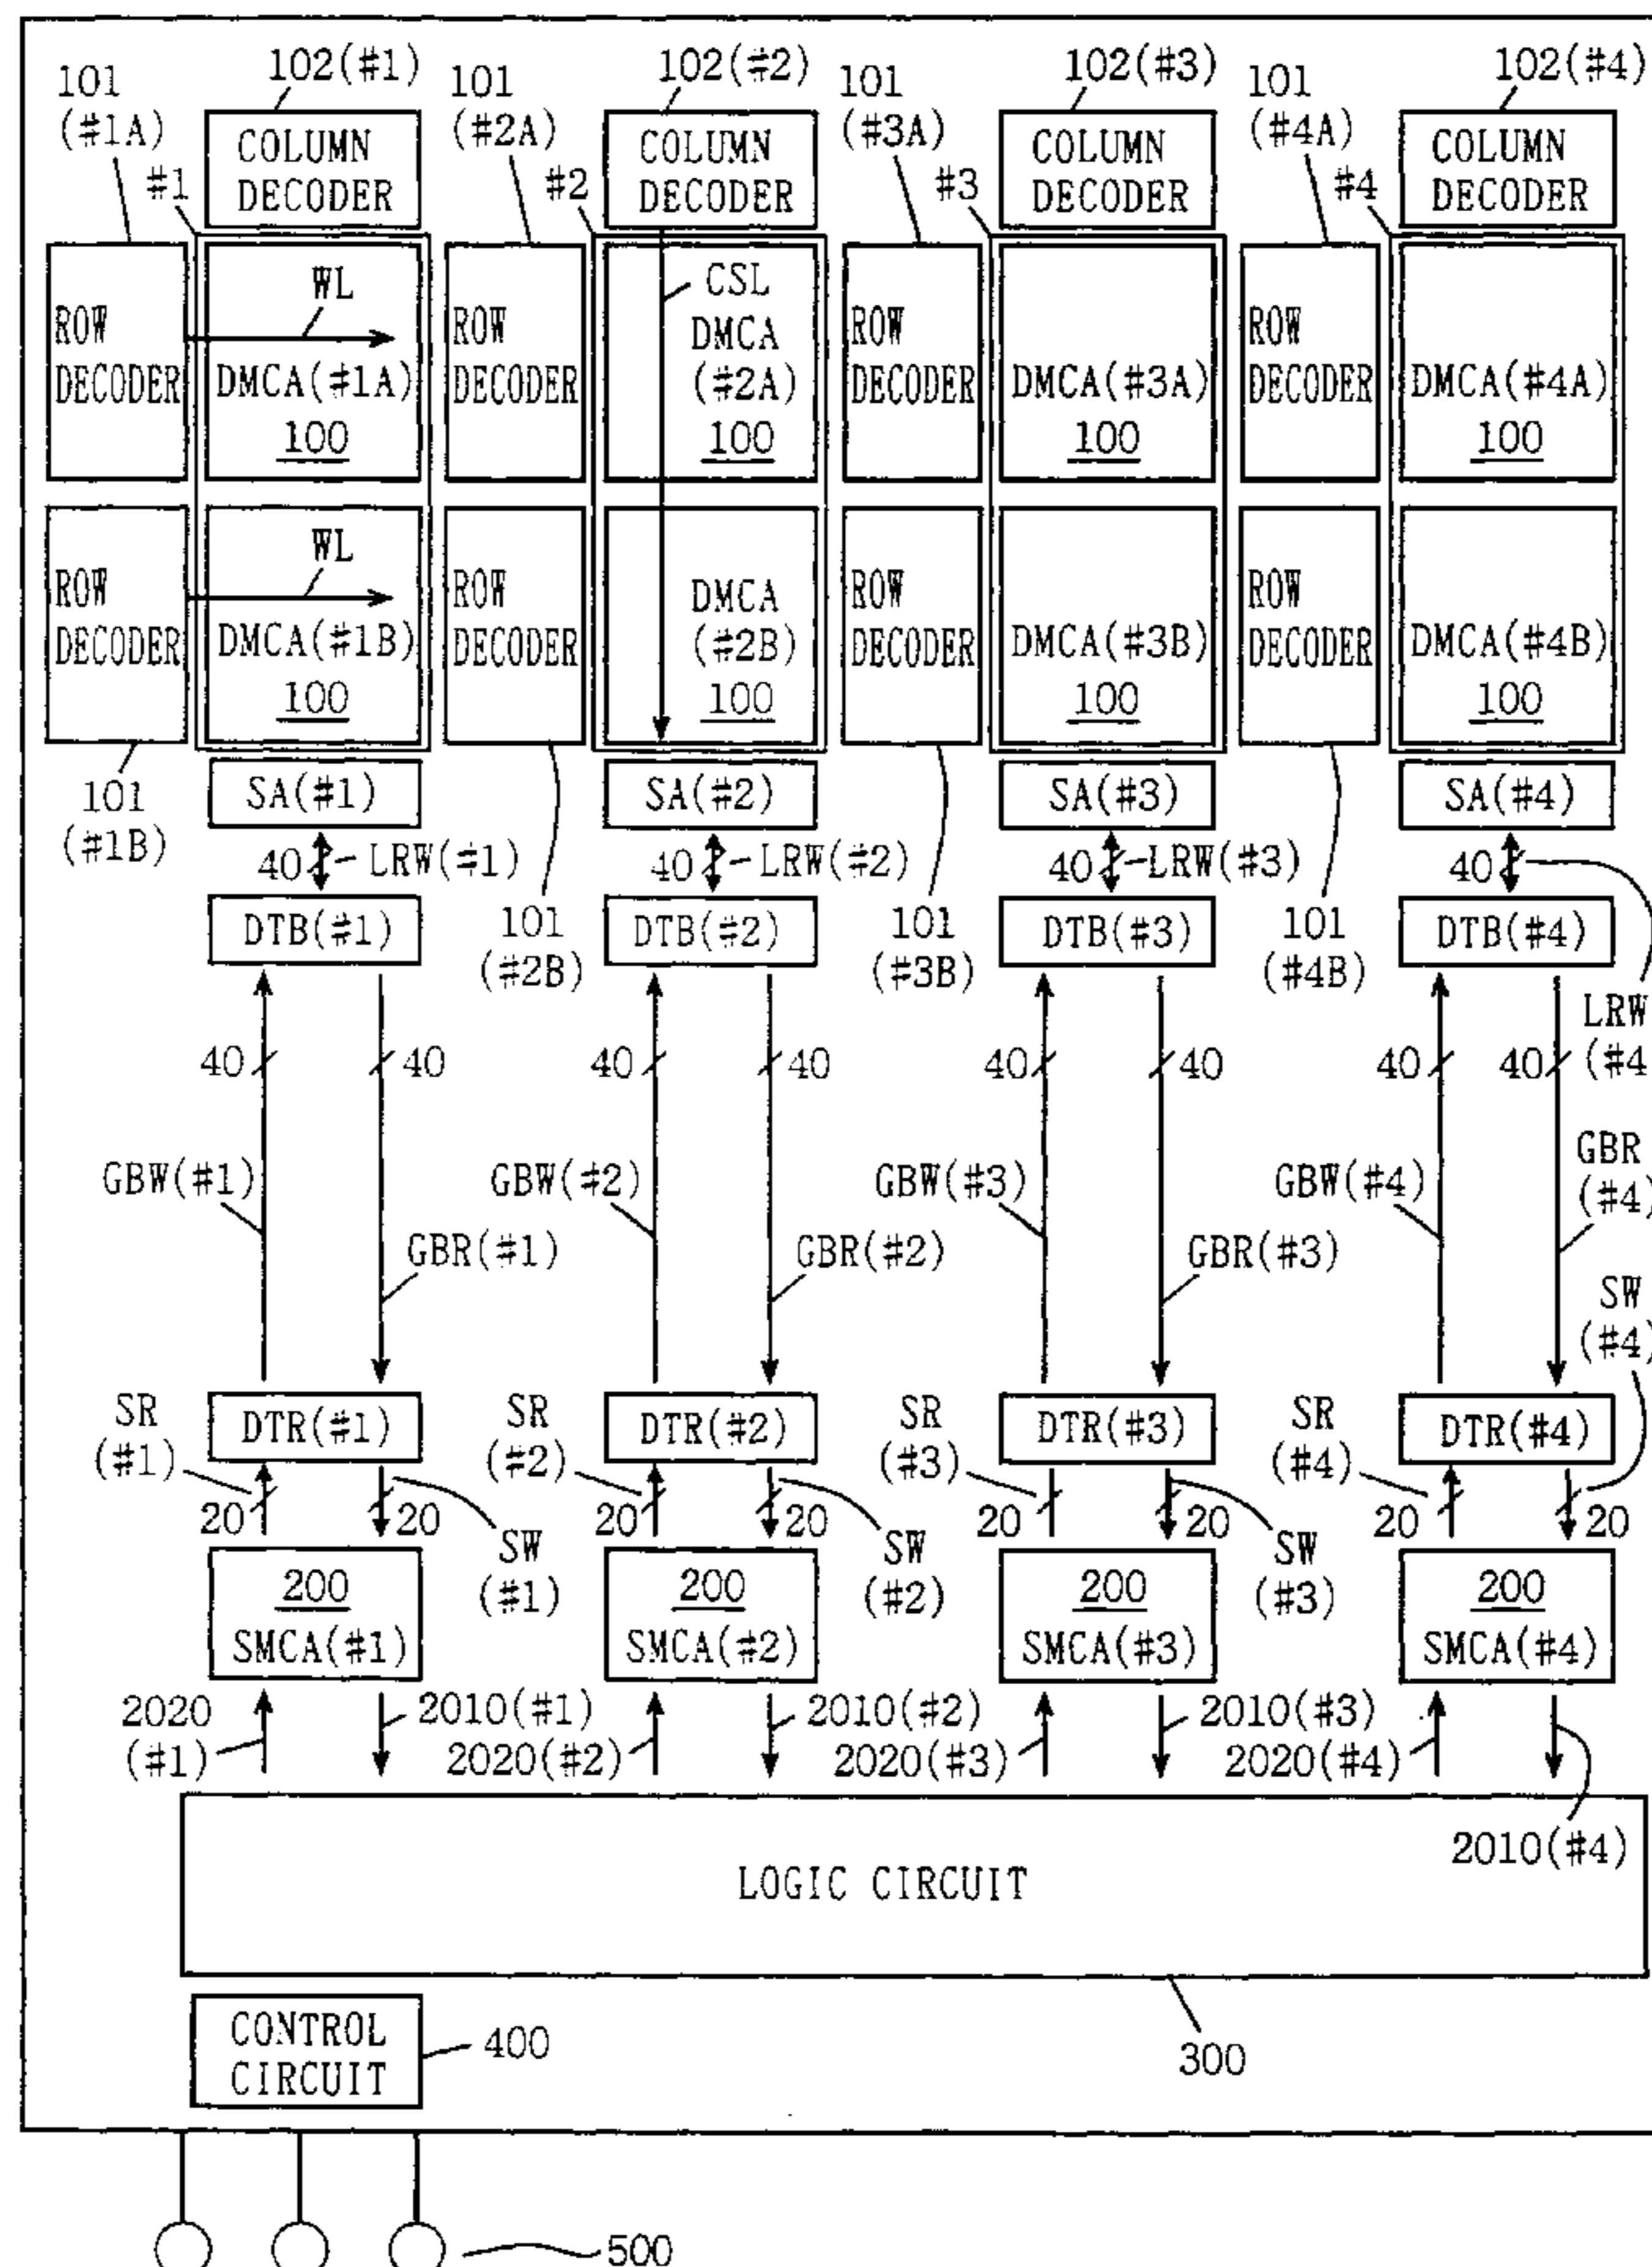 102(#1)
102(#2)
102(#3)
102(#4)
101
(#1A)
101
(#2A)
101
(#3A)
101
(#4A)
COLUMN
DECODER
COLUMN
DECODER
COLUMN
DECODER
COLUMN
DECODER
#1
#2
#3
#4
ROW
DECODER
WL
DMCA(#1A)
100
ROW
DECODER
CSL
DMCA
(#2A)
100
ROW
DECODER
DMCA(#3A)
100
ROW
DECODER
DMCA(#4A)
100
ROW
DECODER
WL
DMCA(#1B)
100
ROW
DECODER
DMCA
(#2B)
100
ROW
DECODER
DMCA(#3B)
100
ROW
DECODER
DMCA(#4B)
100
101
(#1B)
SA(#1)
SA(#2)
SA(#3)
SA(#4)
40
LRW(#1)
40
LRW(#2)
40
LRW(#3)
40
DTB(#1)
101
(#2B)
DTB(#2)
101
(#3B)
DTB(#3)
101
(#4B)
DTB(#4)
LRW
(#4
40
40
40
40
40
40
40
40
GBW(#1)
GBW(#2)
GBW(#3)
GBW(#4)
GBR
(#4)
GBR(#1)
GBR(#2)
GBR(#3)
SW
(#4)
SR
(#1)
DTR(#1)
SR
(#2)
DTR(#2)
SR
(#3)
DTR(#3)
SR
(#4)
DTR(#4)
20
20
20
20
20
20
20
20
SW
(#1)
SW
(#2)
SW
(#3)
200
SMCA(#1)
200
SMCA(#2)
200
SMCA(#3)
200
SMCA(#4)
2020
(#1)
2010(#1)
2020(#2)
2010(#2)
2020(#3)
2010(#3)
2020(#4)
2010(#4)
LOGIC CIRCUIT
300
CONTROL
CIRCUIT
400
500